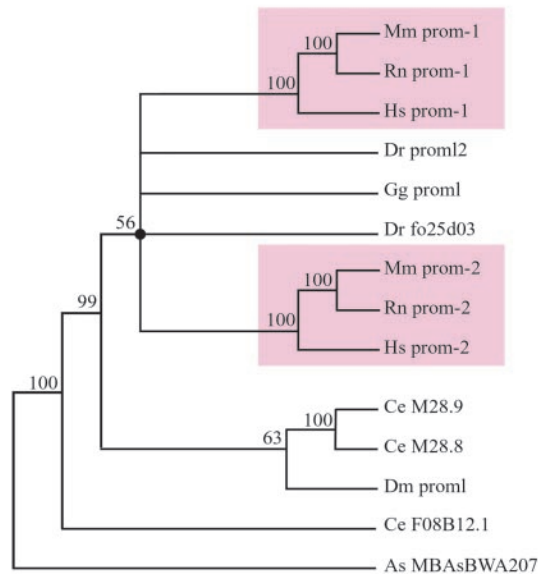 100
Mm prom-1
Rn prom-1
100
Hs prom-1
Dr proml2
Gg proml
56
Dr fo25d03
Mm prom-2
100
Rn prom-2
100
Hs prom-2
99
100
Ce M28.9
100
Ce M28.8
63
Dm proml
Ce F08B12.1
As MBAsBWA207